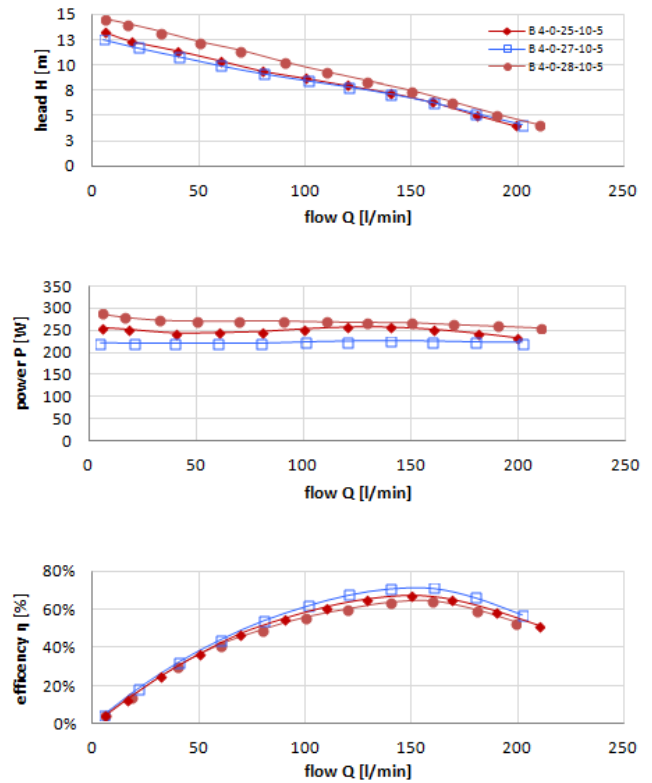 15
13
10
8
5
3
0
head H [m]
B 4-0-25-10-5
B 4-0-27-10-5
B 4-0-28-10-5
0 50 100 150 200 250
flow Q [l/min]
350
300
250
200
150
100
50
0
power P [W]
0 50 100 150 200 250
flow Q [l/min]
80%
60%
40%
20%
0%
efficency η [%]
0 50 100 150 200 250
flow Q [l/min]